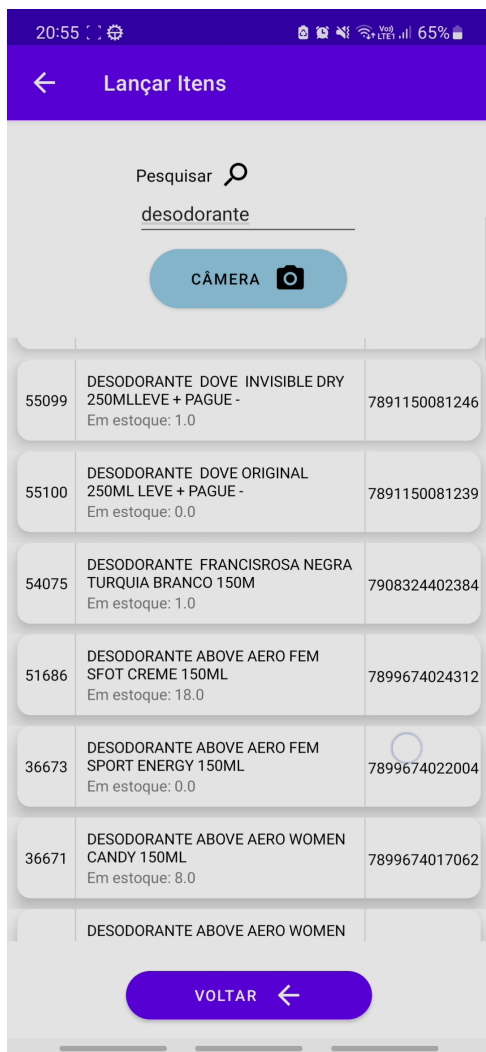 20:55
Vo)) LTE1
65%
Lançar Itens
Pesquisar
desodorante
CÂMERA
55099
DESODORANTE DOVE INVISIBLE DRY
250MLLEVE + PAGUE -
Em estoque: 1.0
7891150081246
55100
DESODORANTE DOVE ORIGINAL
250ML LEVE + PAGUE -
Em estoque: 0.0
7891150081239
54075
DESODORANTE FRANCISROSA NEGRA
TURQUIA BRANCO 150M
Em estoque: 1.0
7908324402384
51686
DESODORANTE ABOVE AERO FEM
SFOT CREME 150ML
Em estoque: 18.0
7899674024312
36673
DESODORANTE ABOVE AERO FEM
SPORT ENERGY 150ML
Em estoque: 0.0
7899674022004
36671
DESODORANTE ABOVE AERO WOMEN
CANDY 150ML
Em estoque: 8.0
7899674017062
DESODORANTE ABOVE AERO WOMEN
VOLTAR